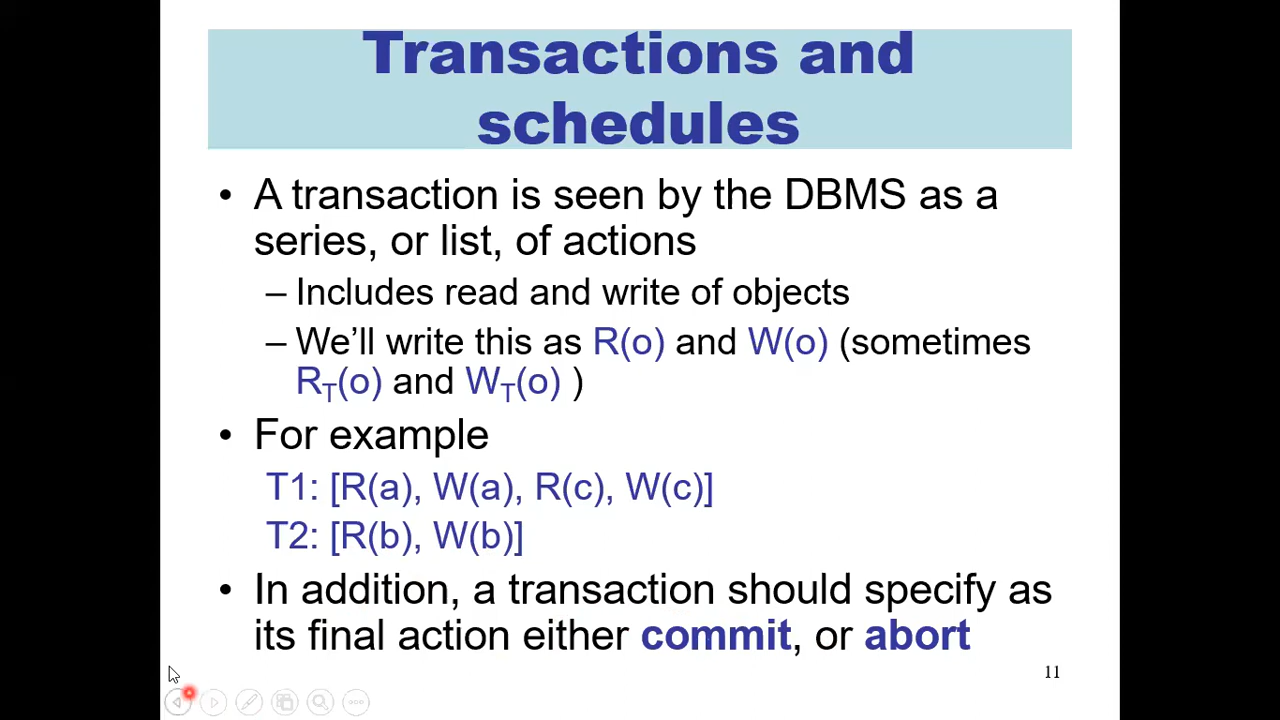 Transactions and
schedules
• A transaction is seen by the DBMS as a
series, or list, of actions
– Includes read and write of objects
– We’ll write this as R(o) and W(o) (sometimes
RT(o) and WT(o) )
• For example
T1: [R(a), W(a), R(c), W(c)]
T2: [R(b), W(b)]
• In addition, a transaction should specify as
its final action either commit, or abort
11